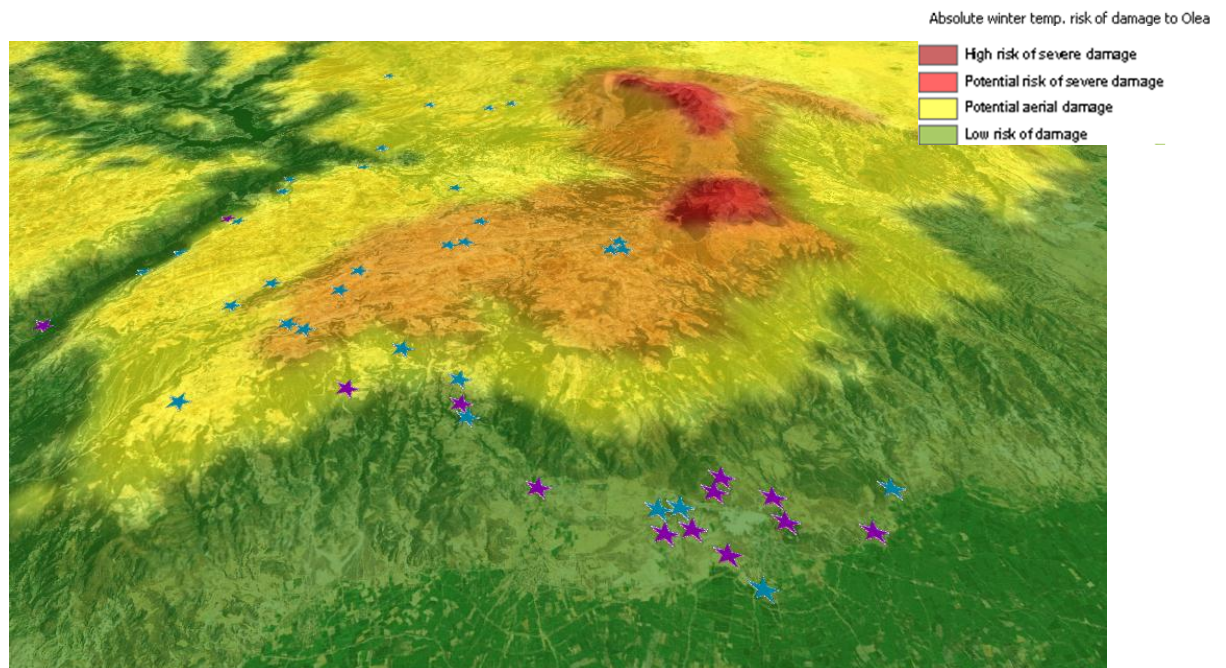 Absolute winter temp. risk of damage to Olea
High risk of severe damage
Potential risk of severe damage
Potential aerial damage
Low risk of damage